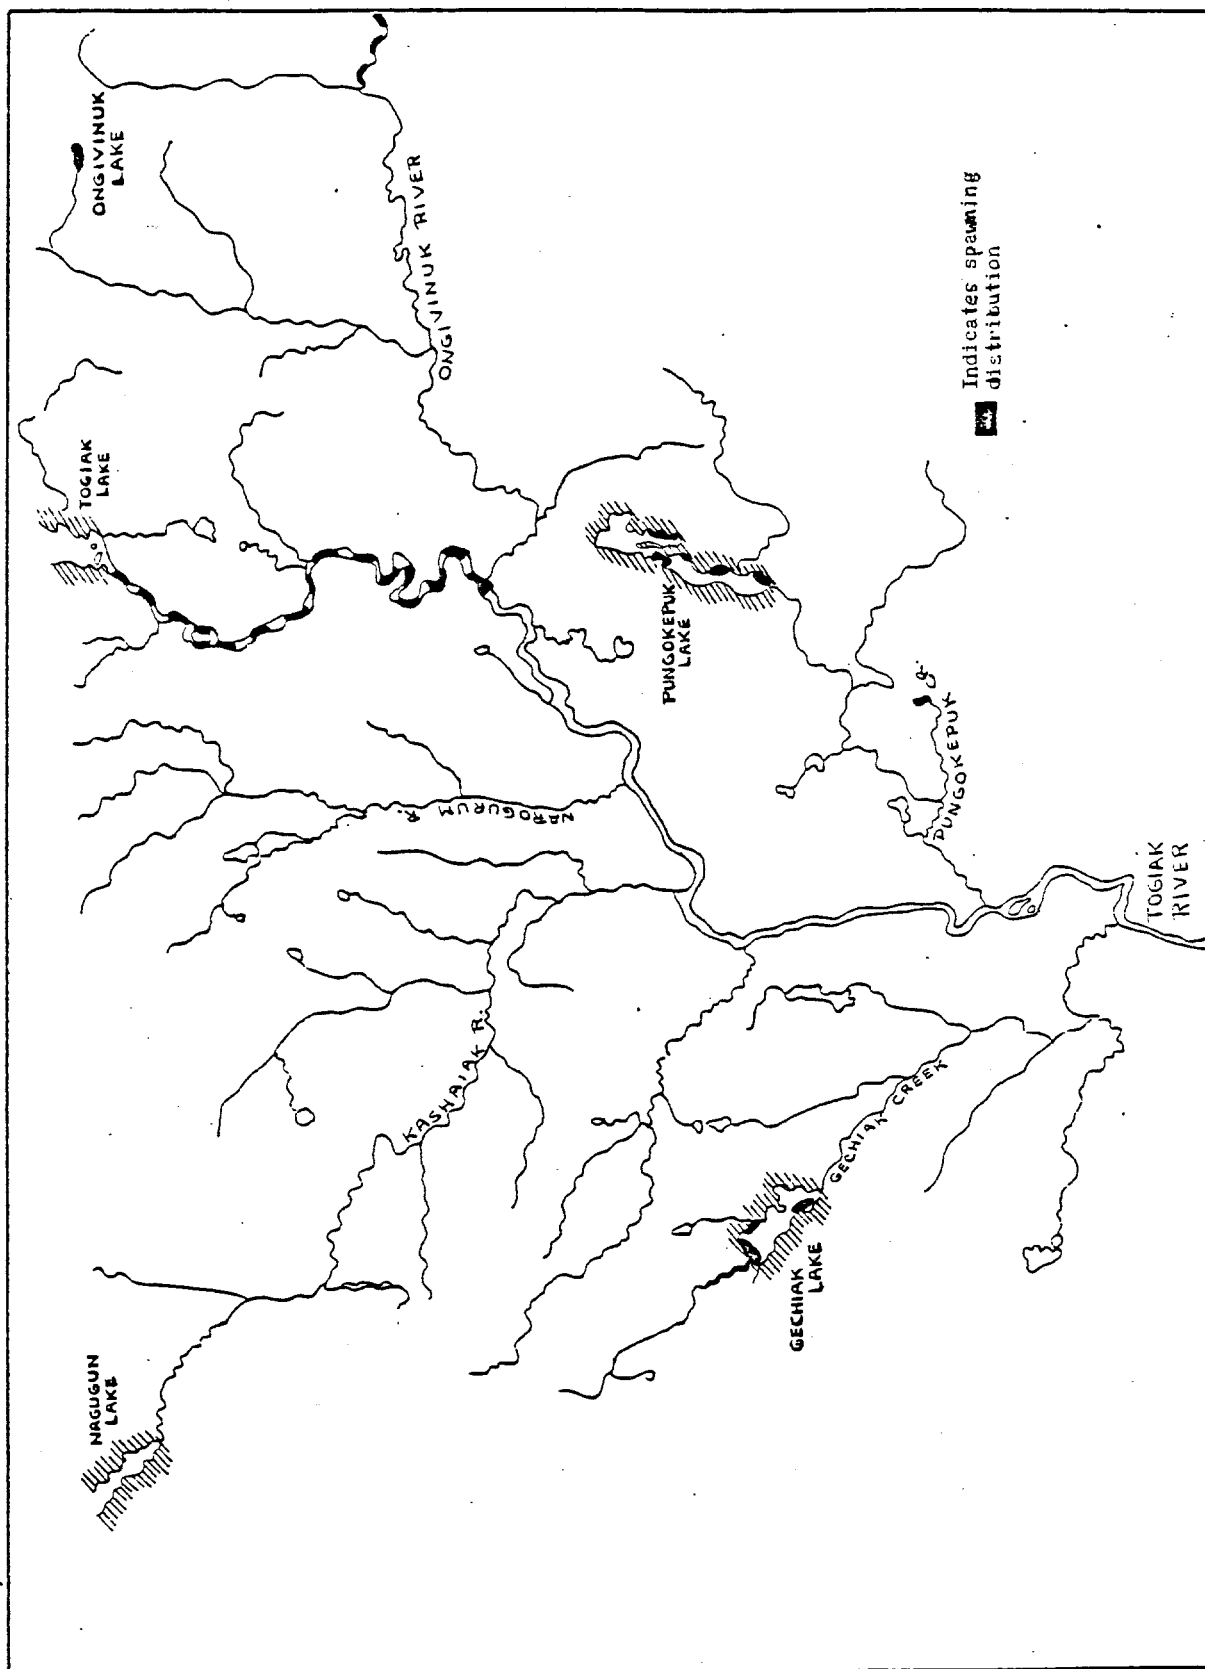 ONGIVINUK
LAKE
TOGIAK
LAKE
ONGIVINUK RIVER
Indicates spawning
distribution
PUNGOKEPUK
LAKE
PUNGOKEPUK
NAROGURUM
R.
KASHAIAK R.
GECHIAK CREEK
GECHIAK
LAKE
NAGUGUN
LAKE
TOGIAK
RIVER